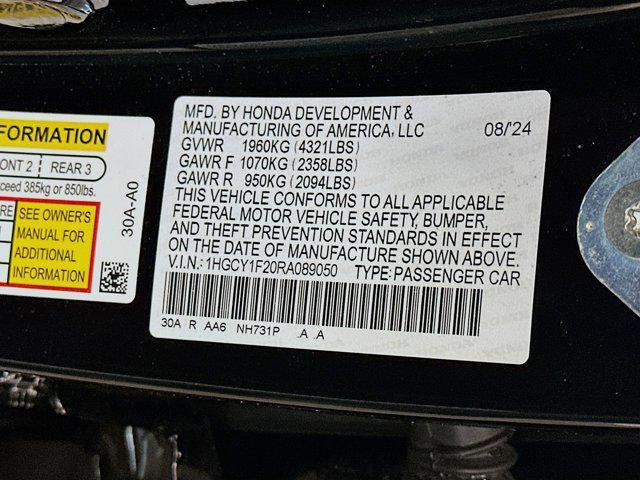 FORMATION
ONT 2 REAR 3
ceed 385kg or 850lbs.
RE
SEE OWNER'S
MANUAL FOR
ADDITIONAL
INFORMATION
30A-A0
MFD. BY HONDA DEVELOPMENT &
MANUFACTURING OF AMERICA, LLC 08/'24
GVWR 1960KG (4321LBS)
GAWR F 1070KG (2358LBS)
GAWR R 950KG (2094LBS)
THIS VEHICLE CONFORMS TO ALL APPLICABLE
FEDERAL MOTOR VEHICLE SAFETY, BUMPER,
AND THEFT PREVENTION STANDARDS IN EFFECT
ON THE DATE OF MANUFACTURE SHOWN ABOVE.
V.I.N.: 1HGCY1F20RA089050 TYPE: PASSENGER CAR
30A R AA6 NH731P .A .A